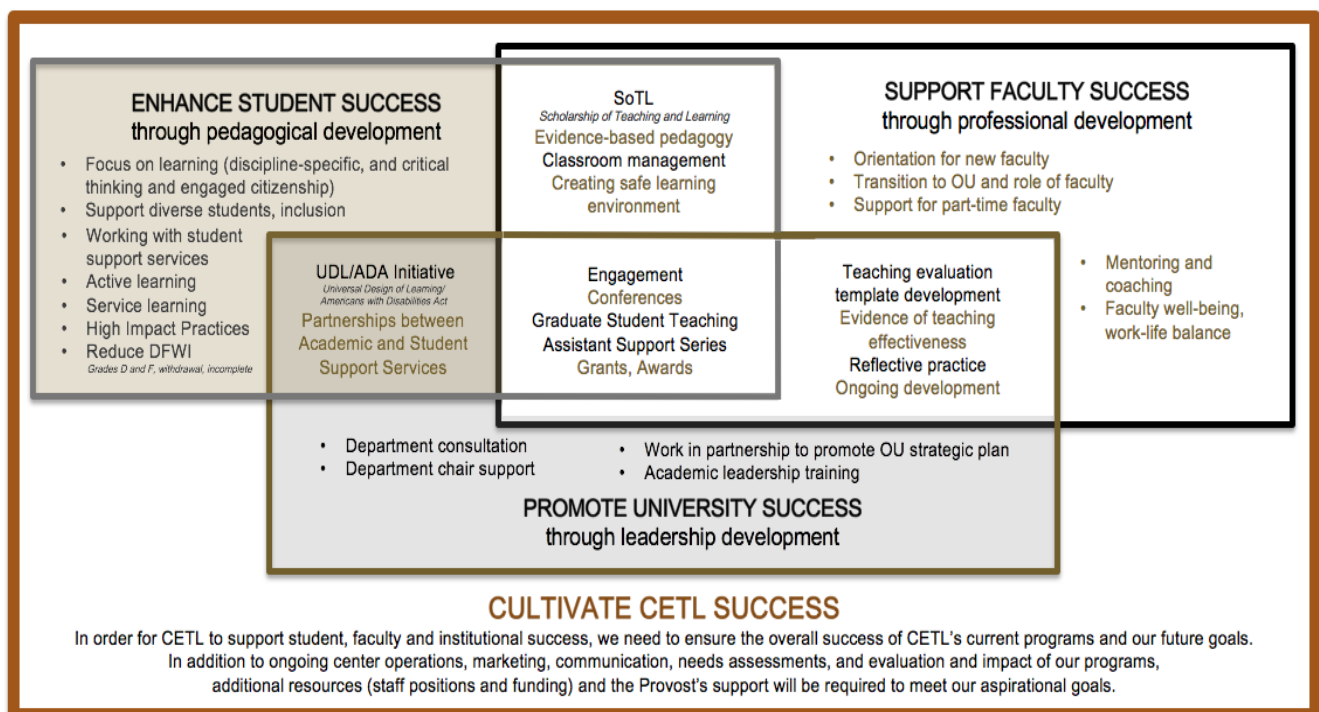 ENHANCE STUDENT SUCCESS
through pedagogical development
• Focus on learning (discipline-specific, and critical
thinking and engaged citizenship)
• Support diverse students, inclusion
• Working with student
support services
• Active learning
• Service learning
• High Impact Practices
• Reduce DFWI
Grades D and F, withdrawal, incomplete
SoTL
Scholarship of Teaching and Learning
Evidence-based pedagogy
Classroom management
Creating safe learning
environment
SUPPORT FACULTY SUCCESS
through professional development
• Orientation for new faculty
• Transition to OU and role of faculty
• Support for part-time faculty
• Mentoring and
coaching
• Faculty well-being,
work-life balance
UDL/ADA Initiative
Universal Design of Learning/
Americans with Disabilities Act
Partnerships between
Academic and Student
Support Services
Engagement
Conferences
Graduate Student Teaching
Assistant Support Series
Grants, Awards
Teaching evaluation
template development
Evidence of teaching
effectiveness
Reflective practice
Ongoing development
• Department consultation
• Department chair support
• Work in partnership to promote OU strategic plan
• Academic leadership training
PROMOTE UNIVERSITY SUCCESS
through leadership development
CULTIVATE CETL SUCCESS
In order for CETL to support student, faculty and institutional success, we need to ensure the overall success of CETL's current programs and our future goals.
In addition to ongoing center operations, marketing, communication, needs assessments, and evaluation and impact of our programs,
additional resources (staff positions and funding) and the Provost's support will be required to meet our aspirational goals.